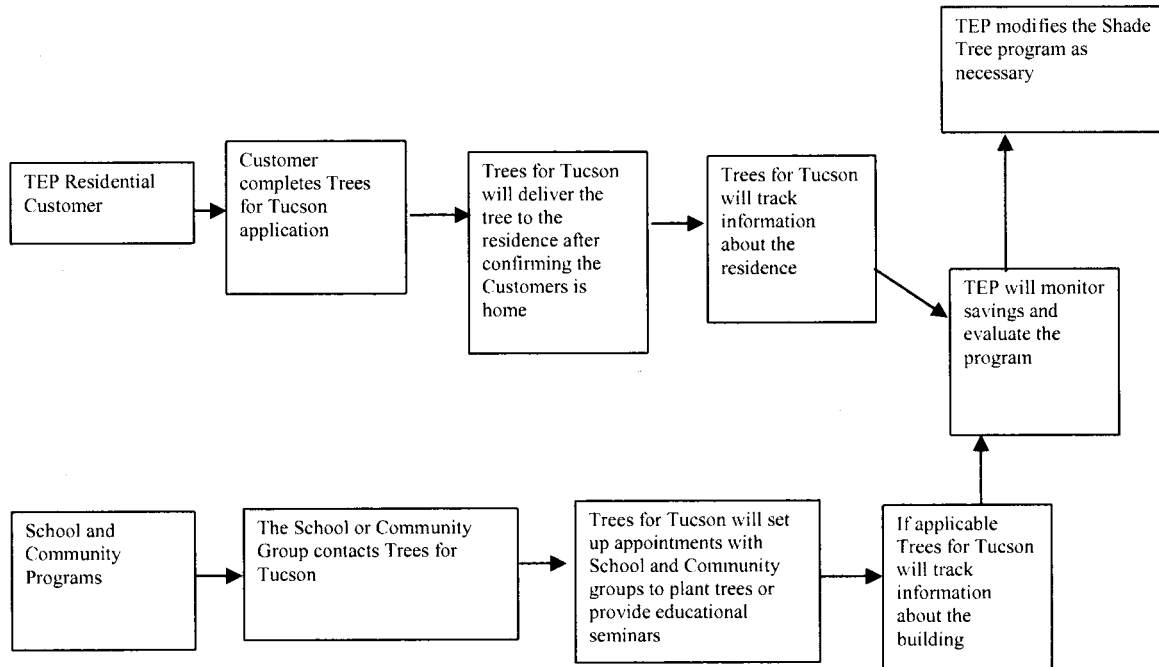 TEP modifies the Shade
Tree program as
necessary
TEP Residential
Customer
Customer
completes Trees
for Tucson
application
Trees for Tucson
will deliver the
tree to the
residence after
confirming the
Customers is
home
Trees for Tucson
will track
information
about the
residence
TEP will monitor
savings and
evaluate the
program
School and
Community
Programs
The School or Community
Group contacts Trees for
Tucson
Trees for Tucson will set
up appointments with
School and Community
groups to plant trees or
provide educational
seminars
If applicable
Trees for Tucson
will track
information
about the
building